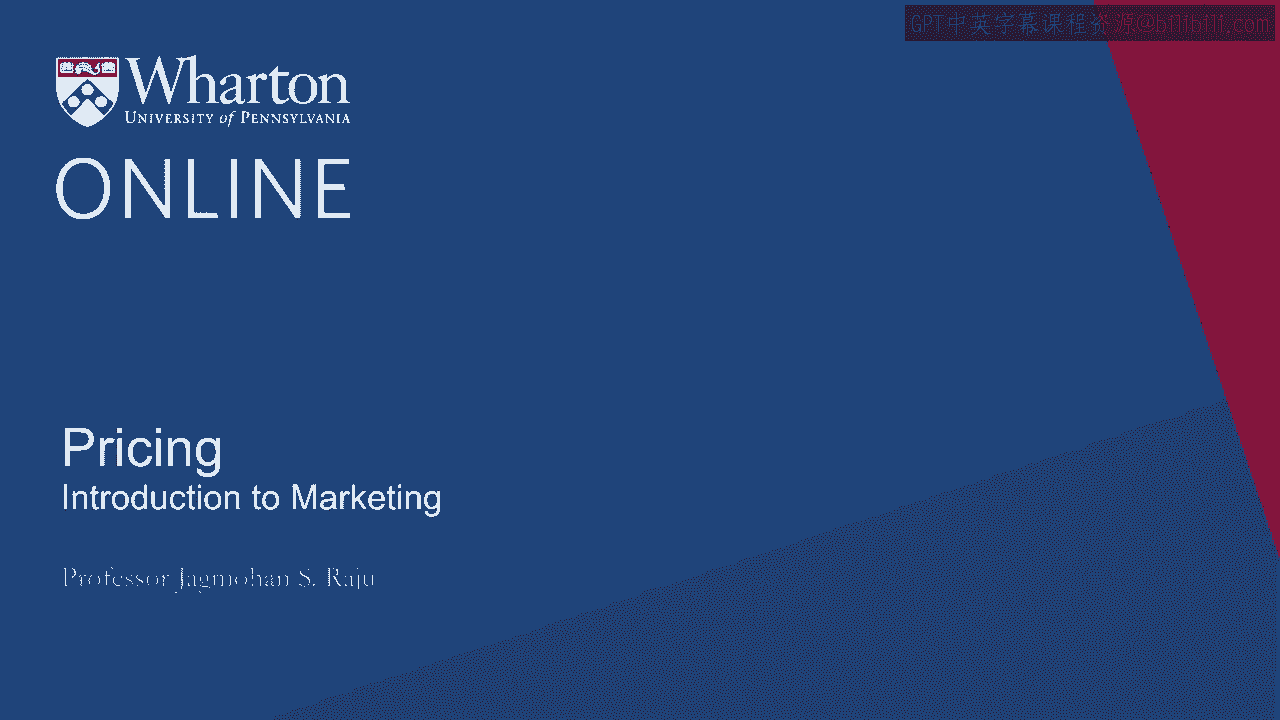 GPT中英字幕课程资源@bilibili.com
Wharton
UNIVERSITY of PENNSYLVANIA
ONLINE
Pricing
Introduction to Marketing
Professor Jagmohan S. Raju